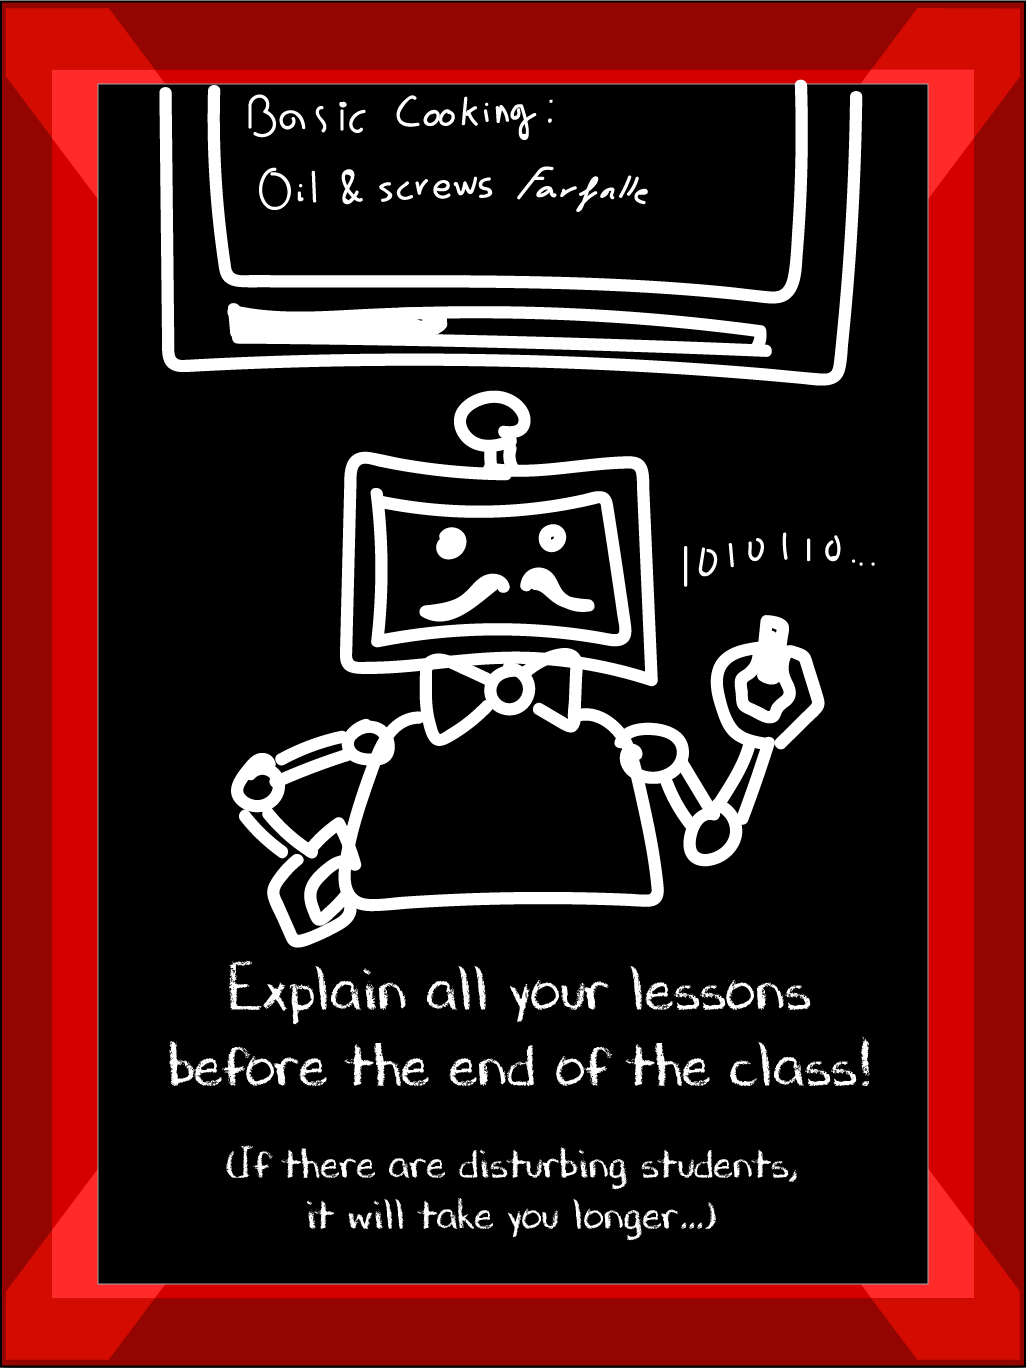 Basic Cooking:
Oil & screws Farfalle
1010110...
Explain all your lessons
before the end of the class!
(If there are disturbing students,
it will take you longer...)